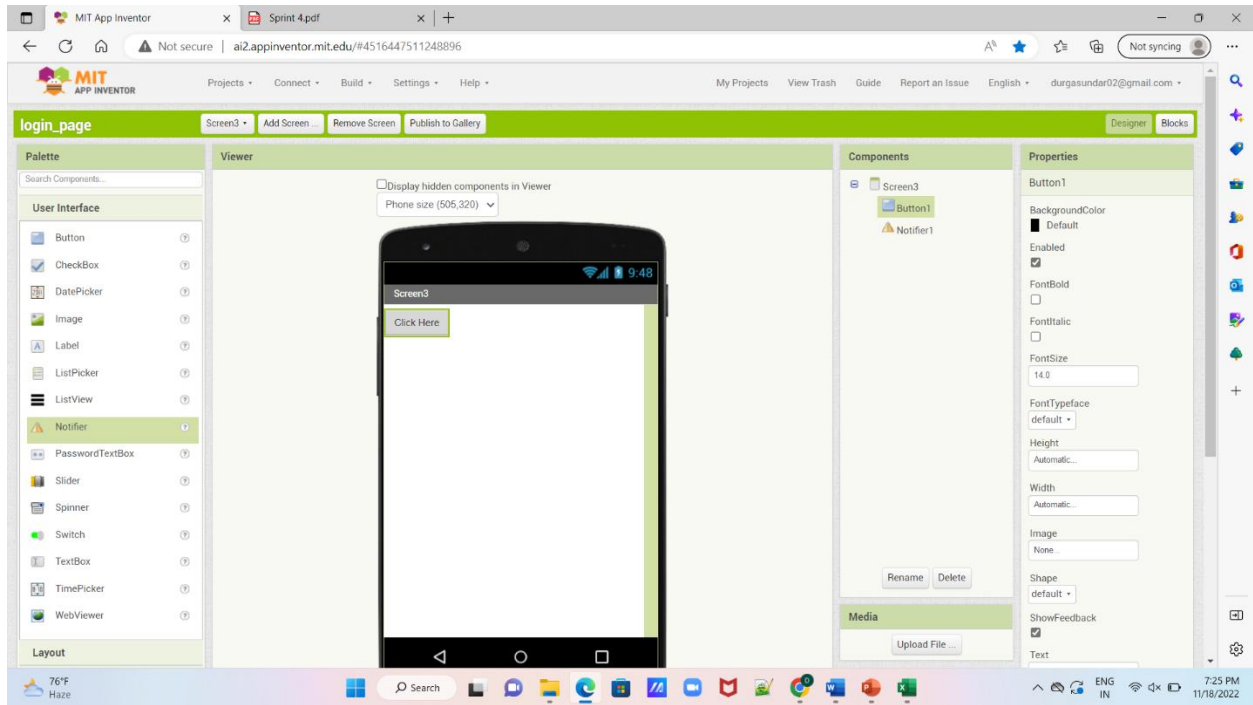 MIT App Inventor
Sprint 4.pdf
Not secure | ai2.appinventor.mit.edu/#4516447511248896
Not syncing
MIT
APP INVENTOR
Projects Connect Build Settings Help
My Projects View Trash Guide Report an Issue English durgasundar02@gmail.com
login_page
Screen3 Add Screen ... Remove Screen Publish to Gallery
Designer Blocks
Palette
Search Components...
User Interface
Button
CheckBox
DatePicker
Image
Label
ListPicker
ListView
Notifier
PasswordTextBox
Slider
Spinner
Switch
TextBox
TimePicker
WebViewer
Layout
Viewer
Display hidden components in Viewer
Phone size (505,320)
9:48
Screen3
Click Here
Components
Screen3
Button1
Notifier1
Rename Delete
Media
Upload File ...
Properties
Button1
BackgroundColor
Default
Enabled
FontBold
FontItalic
FontSize
14.0
FontTypeface
default
Height
Automatic...
Width
Automatic...
Image
None...
Shape
default
ShowFeedback
Text
76°F
Haze
Search
ENG
IN
7:25 PM
11/18/2022